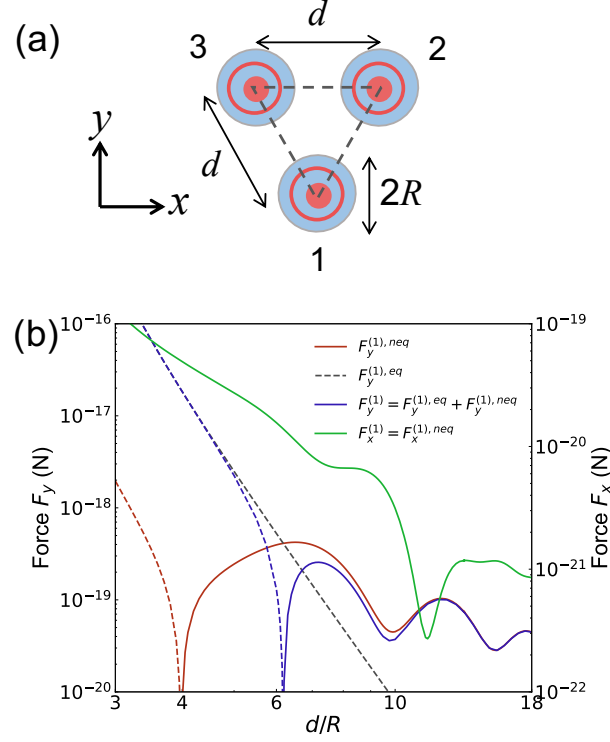 (a)
d
3
2
y
d
2R
x
1
(b)
10⁻¹⁶
10⁻¹⁹
F_y^{(1), neq}
F_y^{(1), eq}
F_y^{(1)} = F_y^{(1), eq} + F_y^{(1), neq}
F_x^{(1)} = F_x^{(1), neq}
10⁻¹⁷
10⁻²⁰
10⁻¹⁸
Force F_y (N)
Force F_x (N)
10⁻²¹
10⁻¹⁹
10⁻²⁰
10⁻²²
3 4 6 10 18
d/R